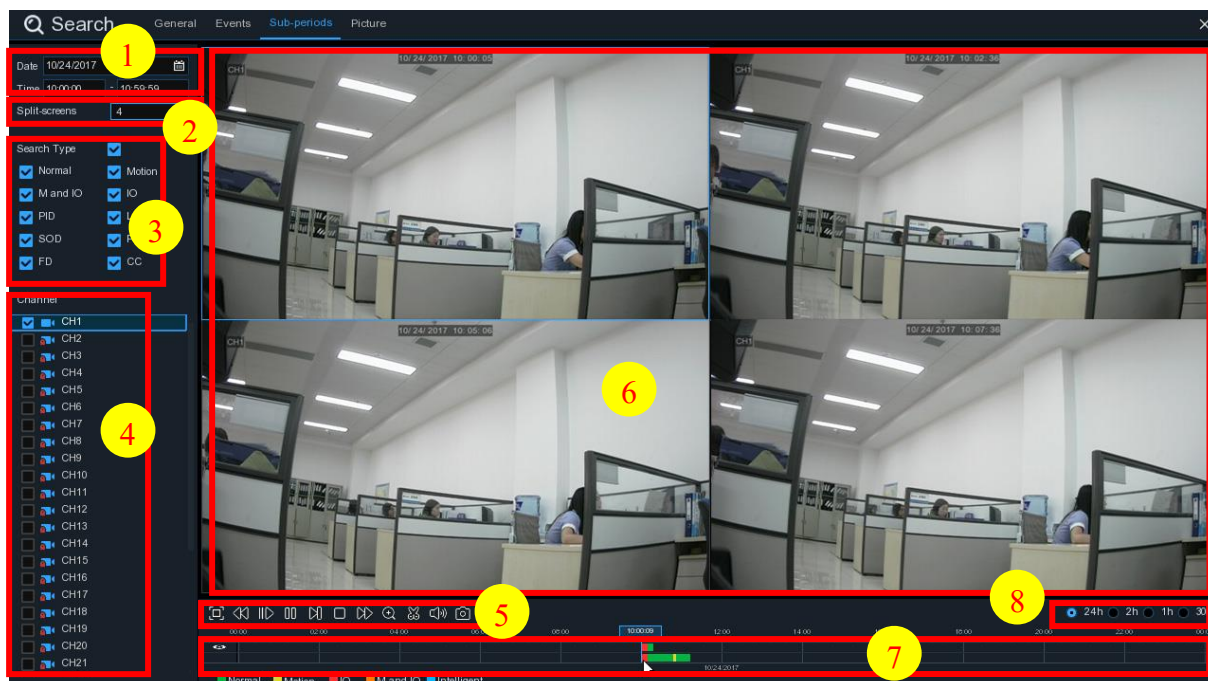 Search General Events Sub-periods Picture
1
Date 10/24/2017
Time 10:00:00 - 10:59:59
Split-screens 4
2
Search Type
Normal Motion
M and IO IO
PID
SOD
3
FD CC
Channel
CH1
CH2
CH3
CH4
CH5
CH6
CH7
CH8
CH9
CH10
CH11
CH12
CH13
CH14
CH15
CH16
CH17
CH18
CH19
CH20
CH21
4
CH1 10/24/2017 10:00:05
CH1 10/24/2017 10:02:36
CH1 10/24/2017 10:05:06
CH1 10/24/2017 10:07:36
6
5
8
24h 2h 1h 30
00:00 02:00 04:00 08:00 10:00:09 12:00 14:00 18:00 20:00 22:00
7
10/24/2017
Normal Motion IO M and IO Intelligent